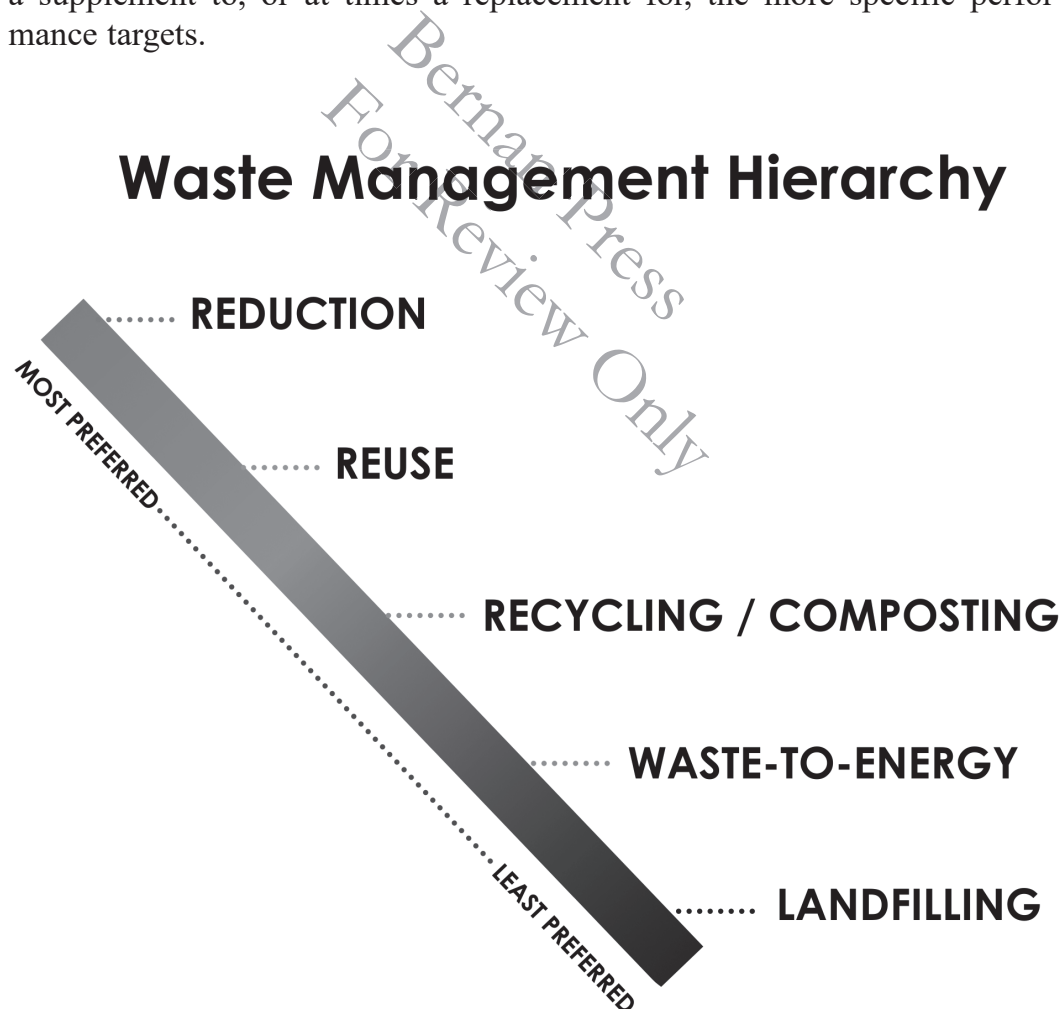 a supplement to, or at times a replacement for, the more specific perfor-
mance targets.
Bernan Press
For Review Only
Waste Management Hierarchy
REDUCTION
MOST PREFERRED
REUSE
RECYCLING / COMPOSTING
WASTE-TO-ENERGY
LEAST PREFERRED
LANDFILLING